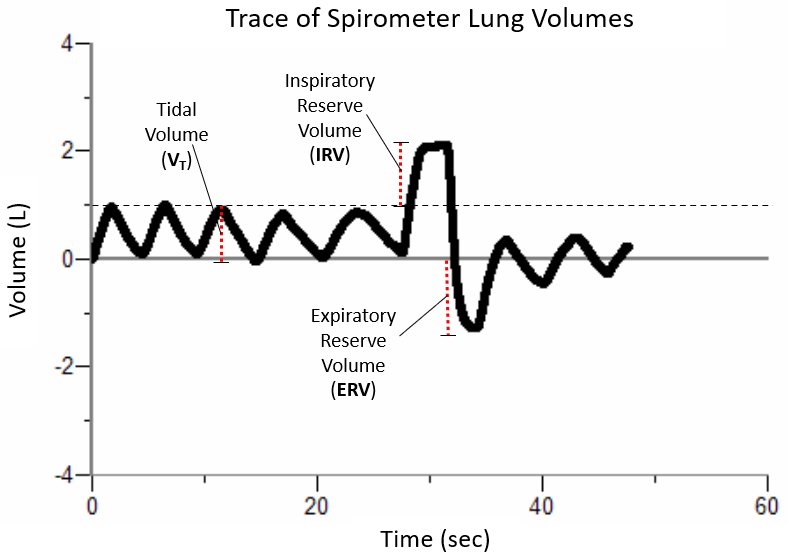 Trace of Spirometer Lung Volumes
4
2
0
-2
-4
Volume (L)
Tidal
Volume
(VT)
Inspiratory
Reserve
Volume
(IRV)
Expiratory
Reserve
Volume
(ERV)
0
20
40
60
Time (sec)